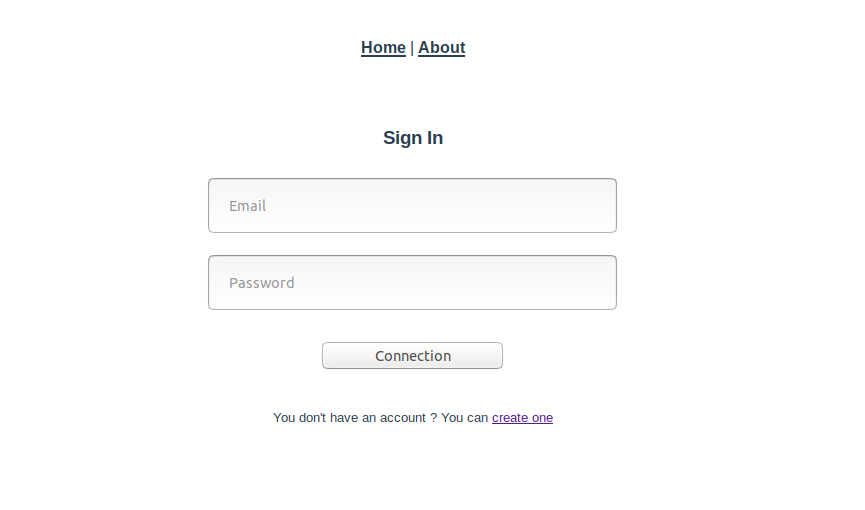 Home | About
Sign In
Email
Password
Connection
You don't have an account ? You can create one